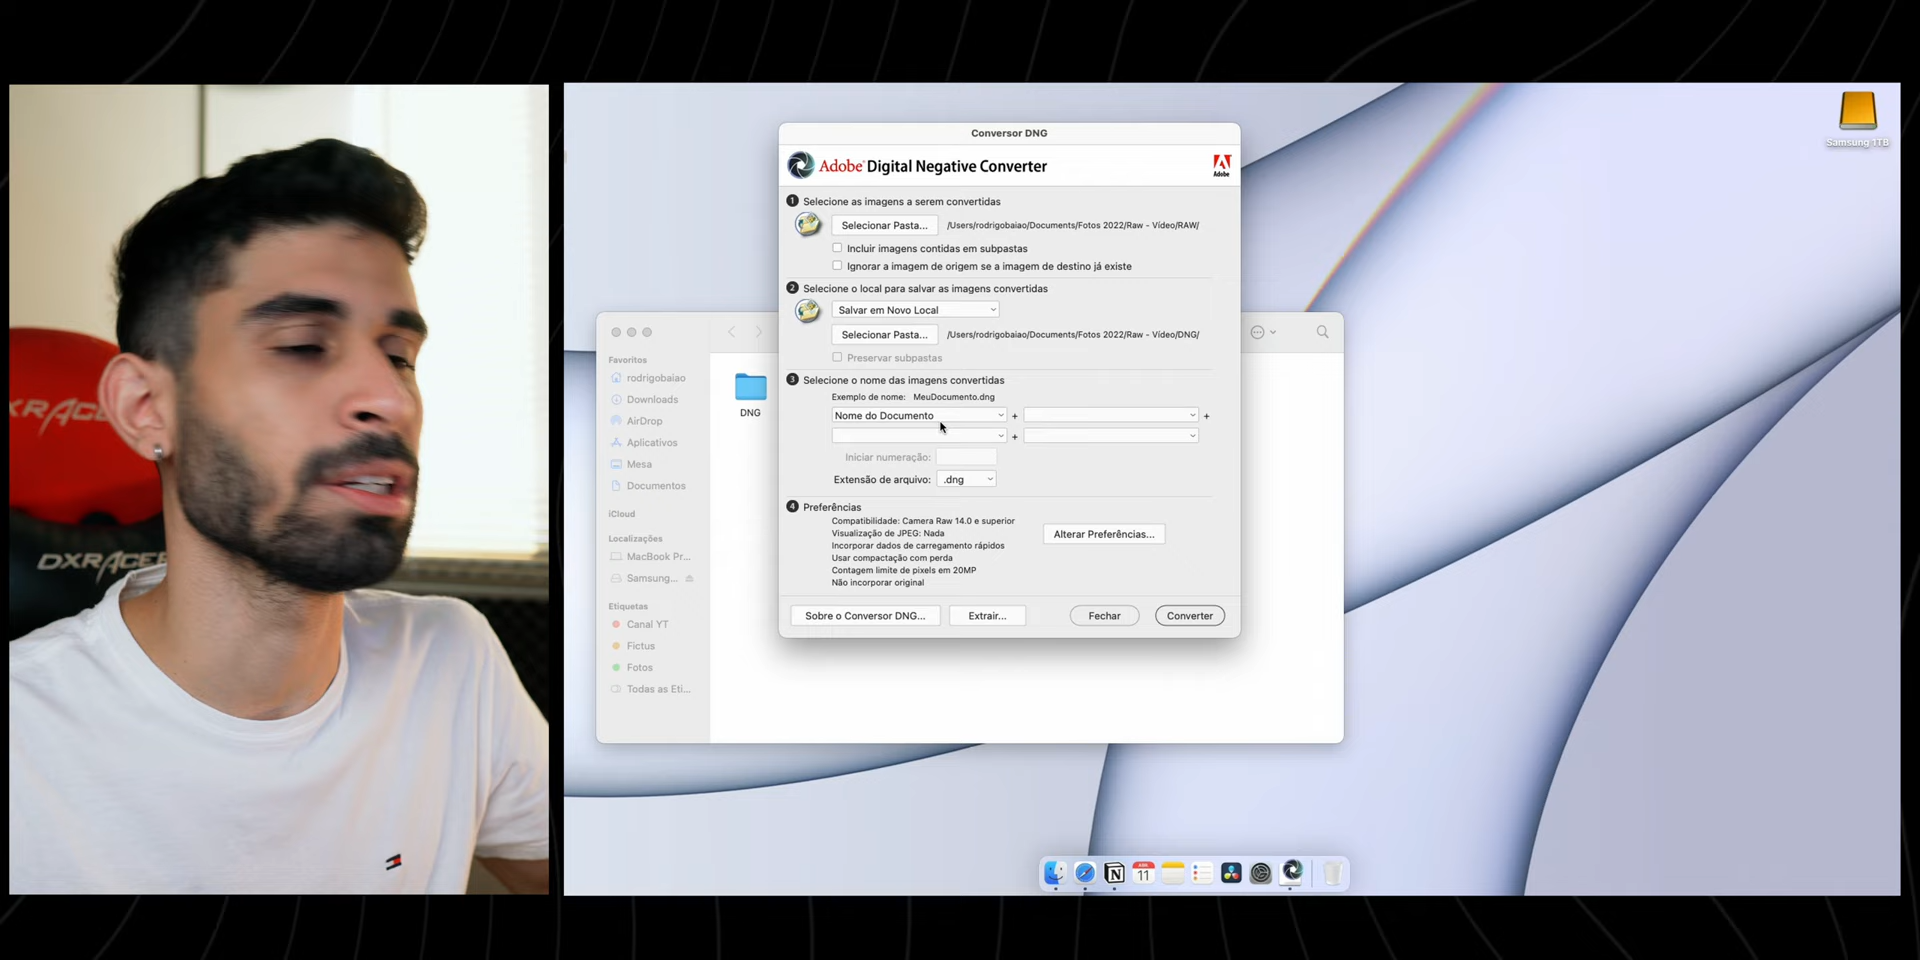 XRACE
DXRACER
Samsung 1TB
Conversor DNG
Adobe Digital Negative Converter
Adobe
1 Selecione as imagens a serem convertidas
Selecionar Pasta... /Users/rodrigobaiao/Documents/Fotos 2022/Raw - Vídeo/RAW/
Incluir imagens contidas em subpastas
Ignorar a imagem de origem se a imagem de destino já existe
2 Selecione o local para salvar as imagens convertidas
Salvar em Novo Local
Selecionar Pasta... /Users/rodrigobaiao/Documents/Fotos 2022/Raw - Vídeo/DNG/
Preservar subpastas
3 Selecione o nome das imagens convertidas
Exemplo de nome: MeuDocumento.dng
Nome do Documento + +
+
Iniciar numeração:
Extensão de arquivo: .dng
4 Preferências
Compatibilidade: Camera Raw 14.0 e superior
Visualização de JPEG: Nada
Incorporar dados de carregamento rápidos
Usar compactação com perda
Contagem limite de pixels em 20MP
Não incorporar original
Alterar Preferências...
Sobre o Conversor DNG... Extrair... Fechar Converter
Favoritos
rodrigobaiao
Downloads
AirDrop
Aplicativos
Mesa
Documentos
iCloud
Localizações
MacBook Pr...
Samsung...
Etiquetas
Canal YT
Fictus
Fotos
Todas as Eti...
DNG
11